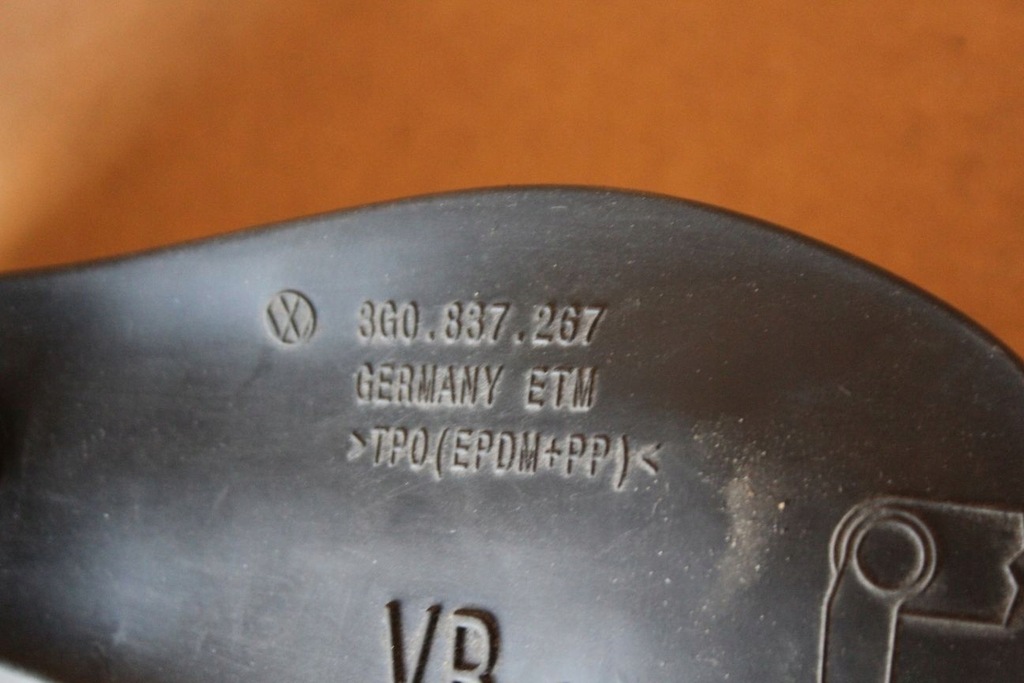 3G0.837.267
GERMANY ETM
>TPO(EPDM+PP)<
VR